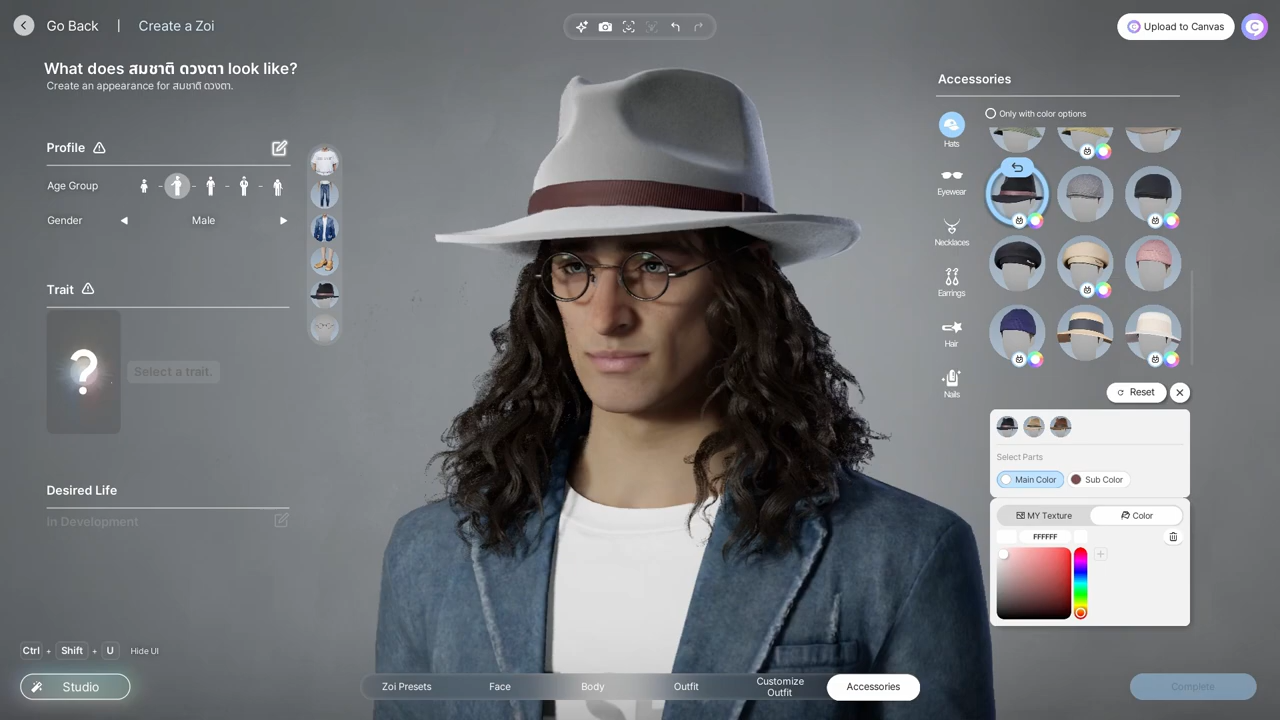 Go Back | Create a Zoi
Upload to Canvas
What does สมชาติ ดวงตา look like?
Create an appearance for สมชาติ ดวงตา.
Profile
Age Group
Gender
Male
Trait
Select a trait.
Desired Life
In Development
Ctrl + Shift + U Hide UI
Studio
Zoi Presets
Face
Body
Outfit
Customize
Outfit
Accessories
Accessories
Only with color options
Hats
Eyewear
Necklaces
Earrings
Hair
Nails
Reset
Select Parts
Main Color
Sub Color
MY Texture
Color
FFFFFF
Complete